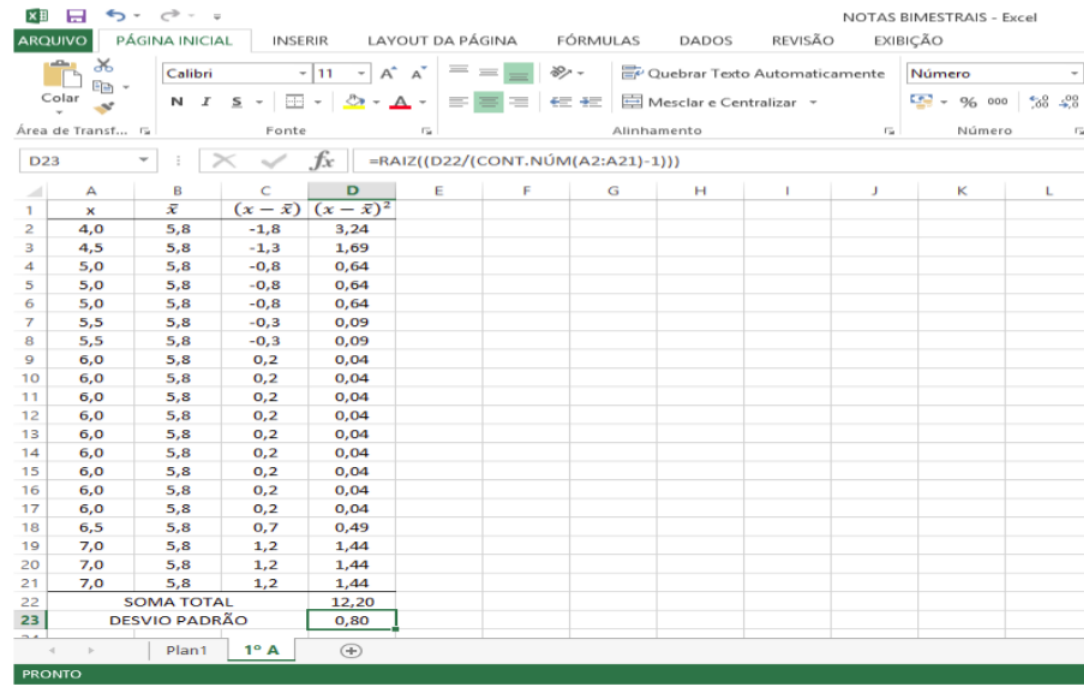 NOTAS BIMESTRAIS - Excel
ARQUIVO PÁGINA INICIAL INSERIR LAYOUT DA PÁGINA FÓRMULAS DADOS REVISÃO EXIBIÇÃO
Calibri 11 A A Quebrar Texto Automaticamente Número
Colar N I S A Mesclar e Centralizar % 000 ,00 ,00 ,0
Área de Transf... Fonte Alinhamento Número
D23 fx =RAIZ((D22/(CONT.NÚM(A2:A21)-1)))
A B C D E F G H I J K L
1 x x̄ (x − x̄) (x − x̄)²
2 4,0 5,8 -1,8 3,24
3 4,5 5,8 -1,3 1,69
4 5,0 5,8 -0,8 0,64
5 5,0 5,8 -0,8 0,64
6 5,0 5,8 -0,8 0,64
7 5,5 5,8 -0,3 0,09
8 5,5 5,8 -0,3 0,09
9 6,0 5,8 0,2 0,04
10 6,0 5,8 0,2 0,04
11 6,0 5,8 0,2 0,04
12 6,0 5,8 0,2 0,04
13 6,0 5,8 0,2 0,04
14 6,0 5,8 0,2 0,04
15 6,0 5,8 0,2 0,04
16 6,0 5,8 0,2 0,04
17 6,0 5,8 0,2 0,04
18 6,5 5,8 0,7 0,49
19 7,0 5,8 1,2 1,44
20 7,0 5,8 1,2 1,44
21 7,0 5,8 1,2 1,44
22 SOMA TOTAL 12,20
23 DESVIO PADRÃO 0,80
Plan1 1º A
PRONTO